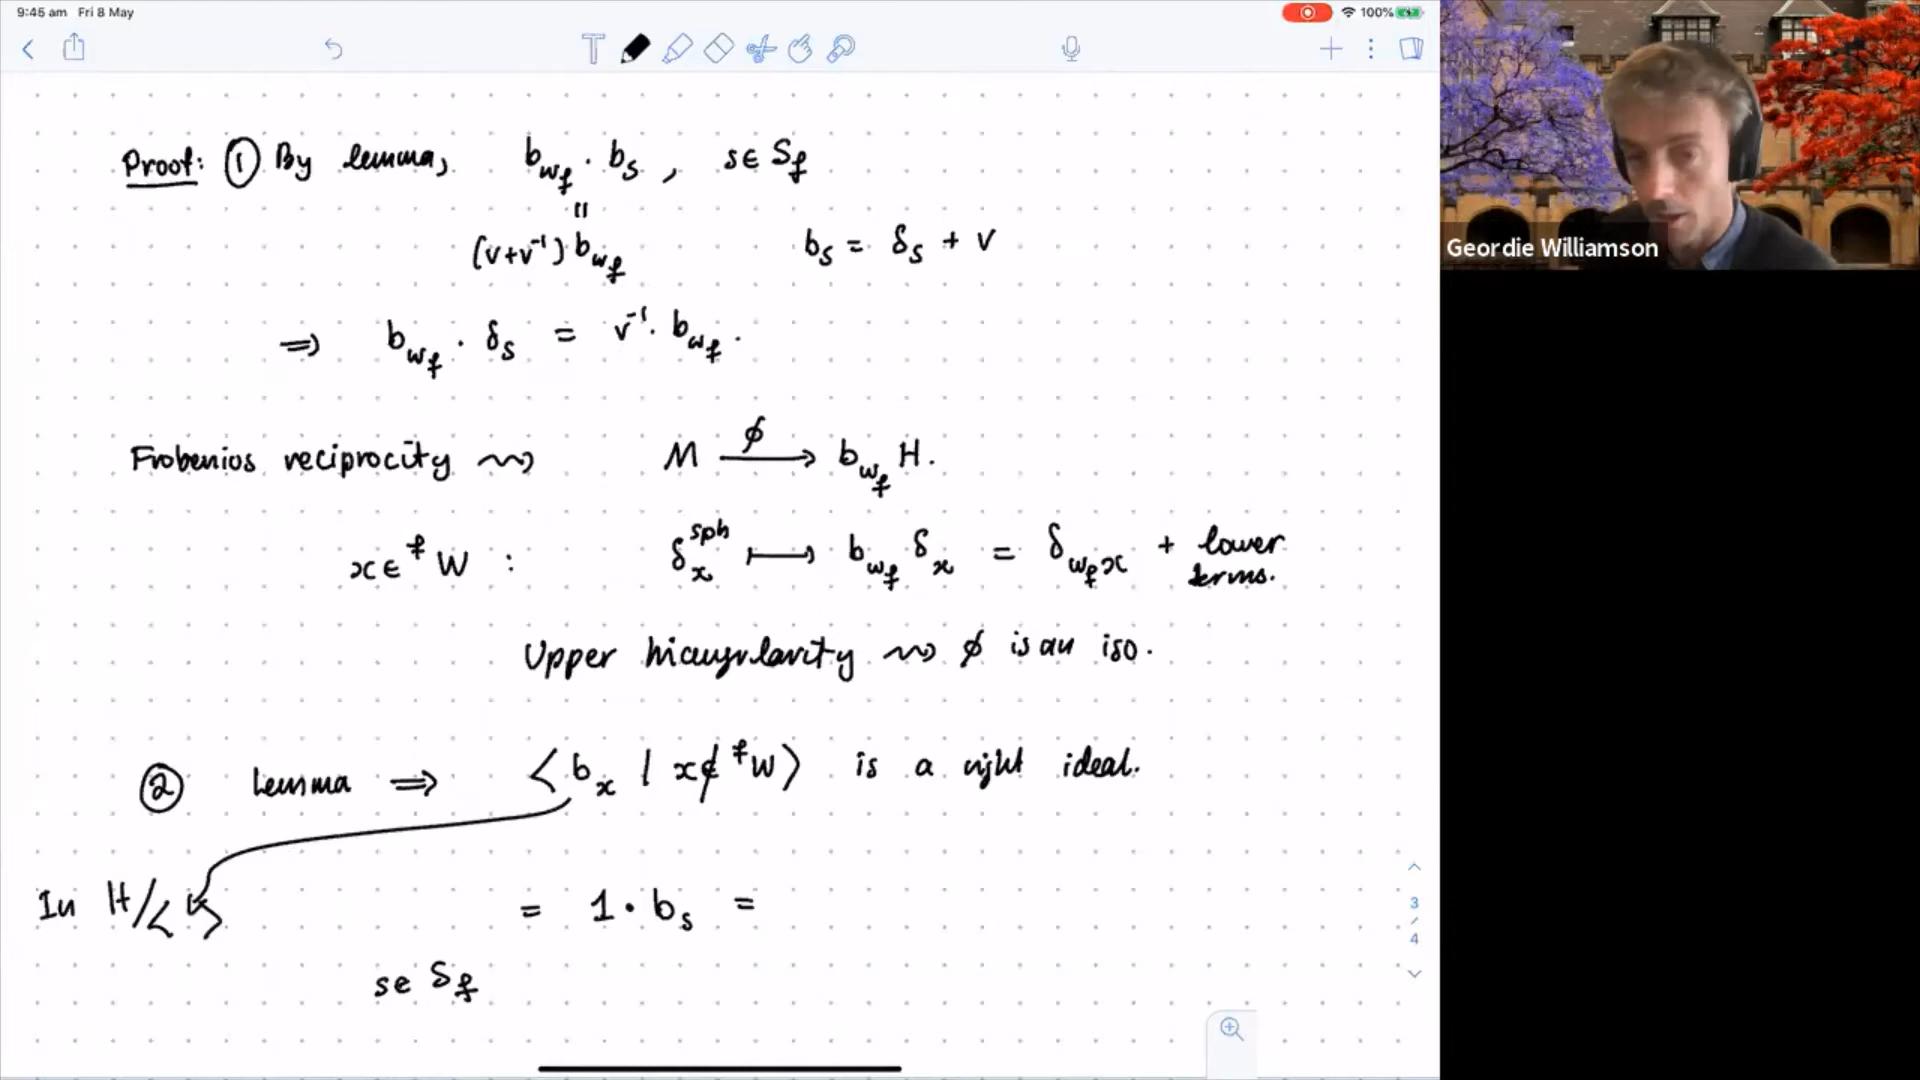 9:45 am Fri 8 May
100%
Proof: ① By lemma, b_{w_f} · b_s , s ∈ S_f
"
(v+v⁻¹) b_{w_f} b_s = δ_s + v
⇒ b_{w_f} · δ_s = v⁻¹ · b_{w_f} .
Frobenios reciprocity ⇝ M →^ϕ b_{w_f} H .
x ∈ ᶠW : δ_x^{sph} ↦ b_{w_f} δ_x = δ_{w_f x} + lower terms.
Upper triangularity ⇝ ϕ is an iso.
② Lemma ⇒ ⟨ b_x | x ∉ ᶠW ⟩ is a right ideal.
In H/⟨ ⟩ = 1 · b_s =
s ∈ S_f
3
/
4
Geordie Williamson